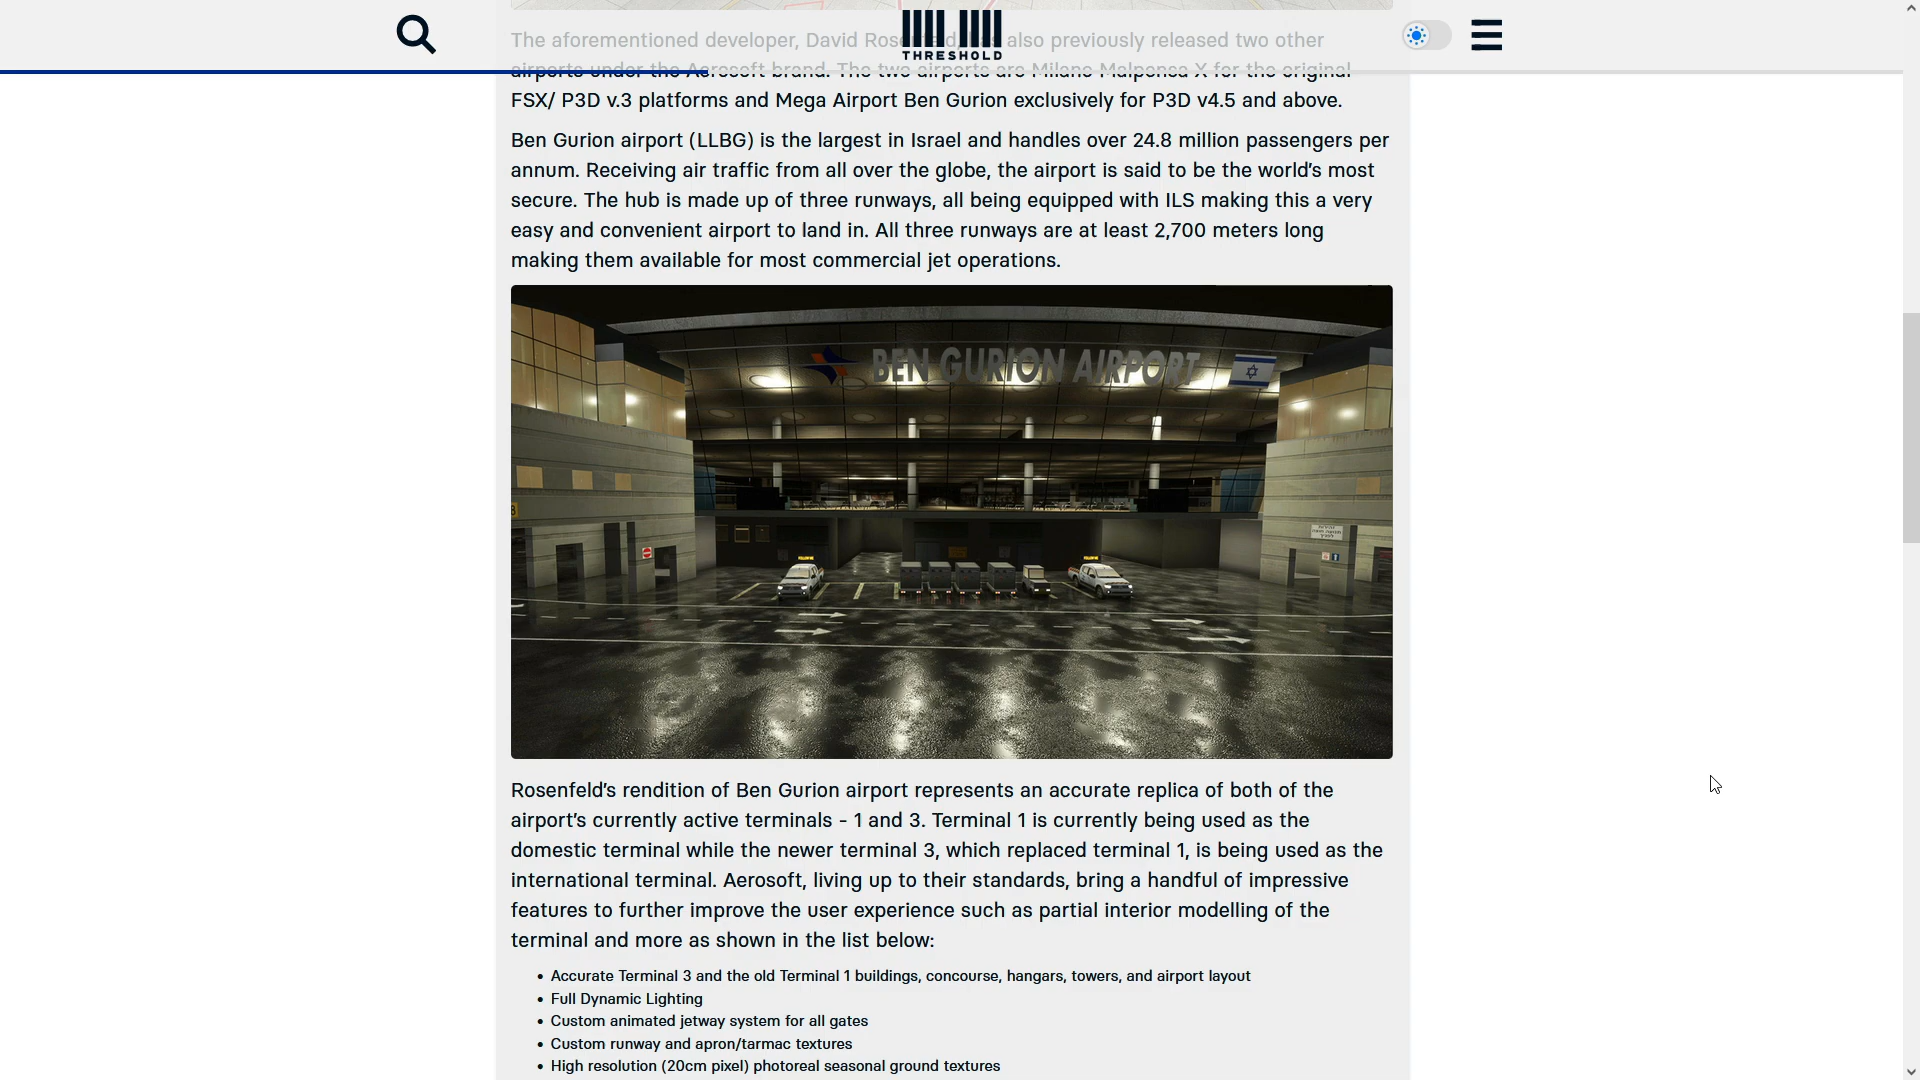 THRESHOLD
The aforementioned developer, David also previously released two other
airports under the Aerosoft brand. The two airports are Milano Malpensa X for the original
FSX/ P3D v.3 platforms and Mega Airport Ben Gurion exclusively for P3D v4.5 and above.
Ben Gurion airport (LLBG) is the largest in Israel and handles over 24.8 million passengers per
annum. Receiving air traffic from all over the globe, the airport is said to be the world's most
secure. The hub is made up of three runways, all being equipped with ILS making this a very
easy and convenient airport to land in. All three runways are at least 2,700 meters long
making them available for most commercial jet operations.
BEN GURION AIRPORT
FOLLOW ME
FOLLOW ME
Rosenfeld's rendition of Ben Gurion airport represents an accurate replica of both of the
airport's currently active terminals - 1 and 3. Terminal 1 is currently being used as the
domestic terminal while the newer terminal 3, which replaced terminal 1, is being used as the
international terminal. Aerosoft, living up to their standards, bring a handful of impressive
features to further improve the user experience such as partial interior modelling of the
terminal and more as shown in the list below:
• Accurate Terminal 3 and the old Terminal 1 buildings, concourse, hangars, towers, and airport layout
• Full Dynamic Lighting
• Custom animated jetway system for all gates
• Custom runway and apron/tarmac textures
• High resolution (20cm pixel) photoreal seasonal ground textures